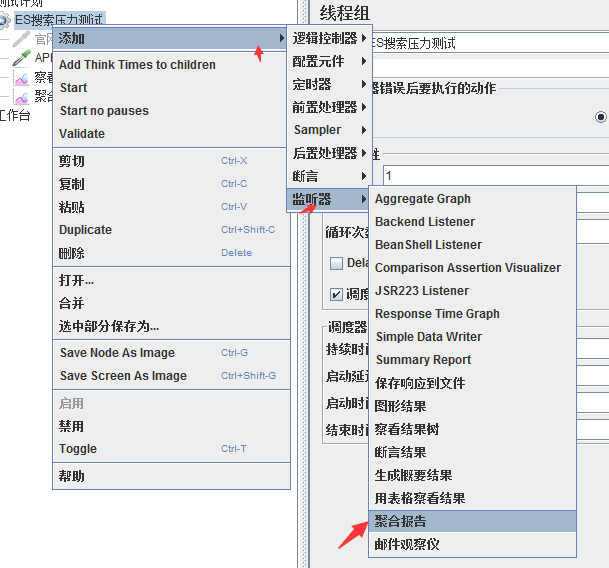 测试计划
ES搜索压力测试
官网
API
察看
聚合
工作台
添加
Add Think Times to children
Start
Start no pauses
Validate
剪切 Ctrl-X
复制 Ctrl-C
粘贴 Ctrl-V
Duplicate Ctrl+Shift-C
删除 Delete
打开...
合并
选中部分保存为...
Save Node As Image Ctrl-G
Save Screen As Image Ctrl+Shift-G
启用
禁用
Toggle Ctrl-T
帮助
逻辑控制器
配置元件
定时器
前置处理器
Sampler
后置处理器
断言
监听器
Aggregate Graph
Backend Listener
BeanShell Listener
Comparison Assertion Visualizer
JSR223 Listener
Response Time Graph
Simple Data Writer
Summary Report
保存响应到文件
图形结果
察看结果树
断言结果
生成概要结果
用表格察看结果
聚合报告
邮件观察仪
线程组
ES搜索压力测试
器错误后要执行的动作
性
1
循环次数
Dela
调度
调度器
持续时间
启动延迟
启动时间
结束时间